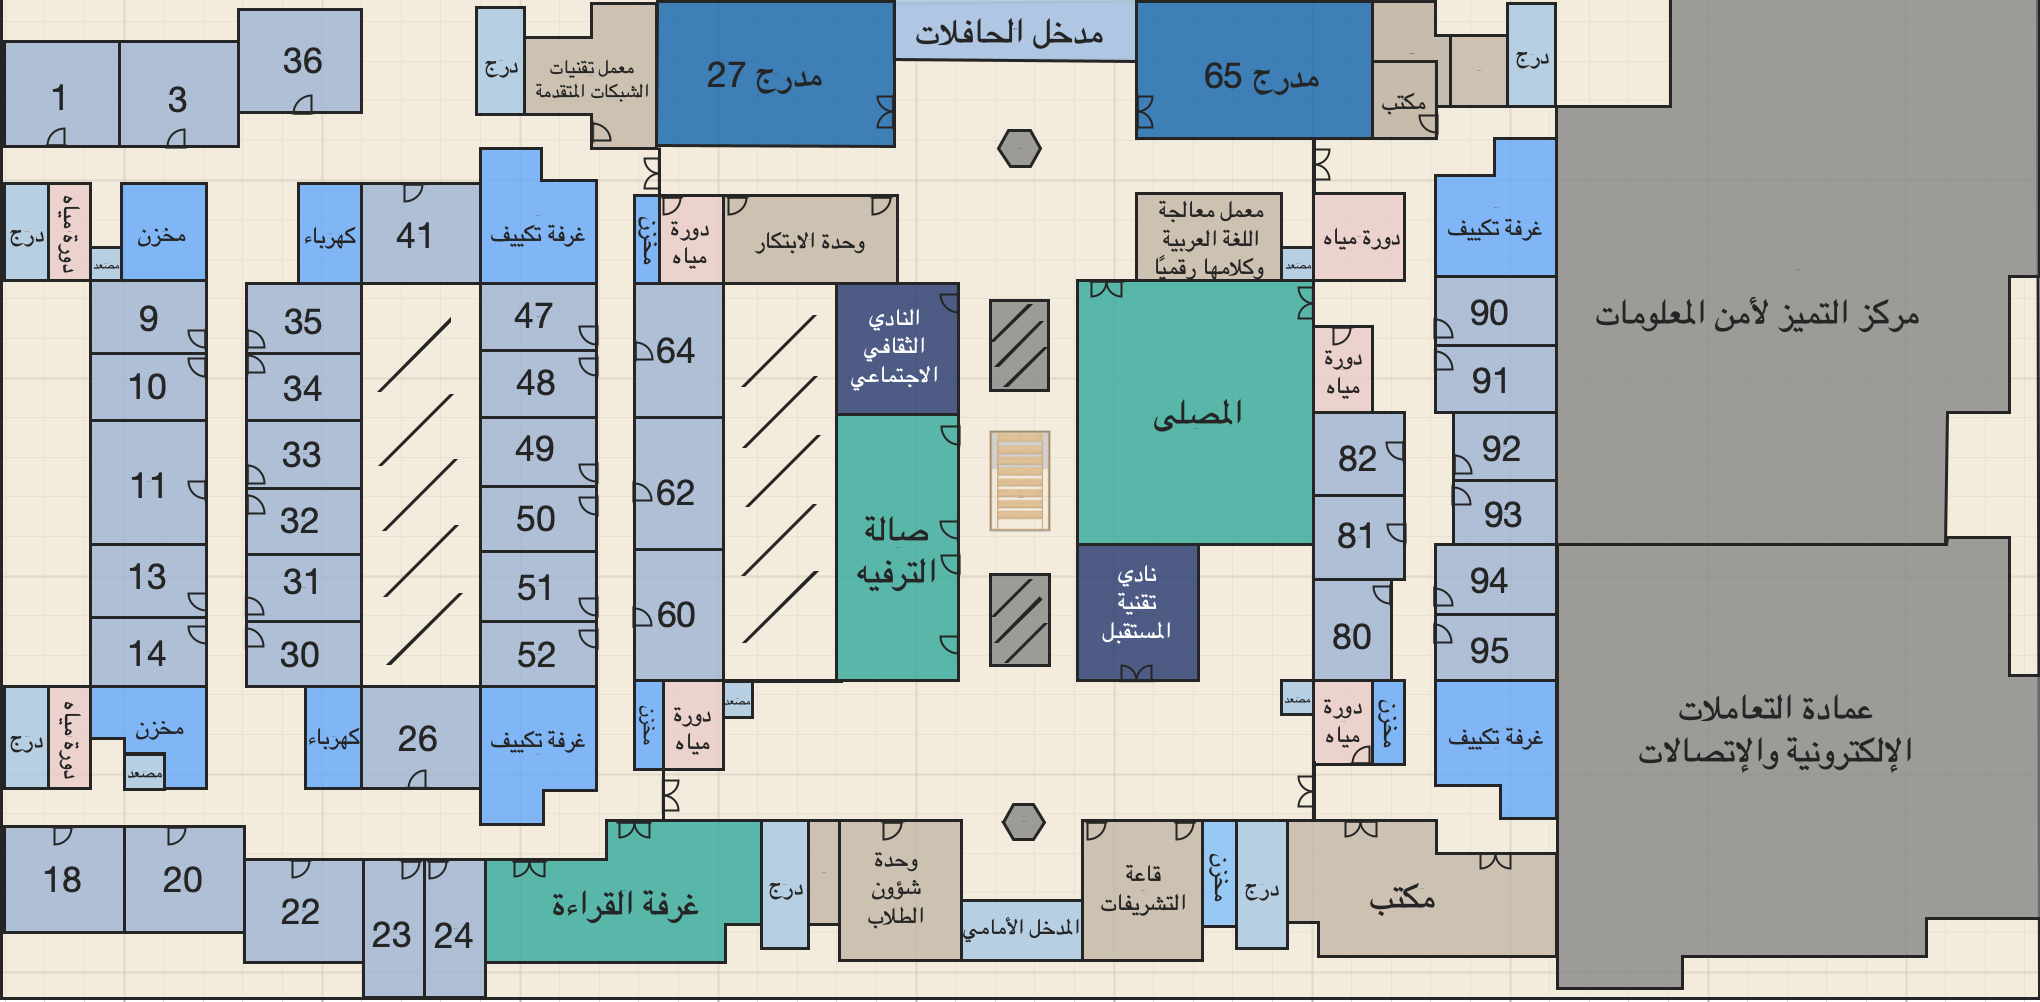 مدخل الحافلات
36
درج
معمل تقنيات
الشبكات المتقدمة
مدرج 27
مدرج 65
مكتب
درج
1
3
درج
دورة مياه
مصعد
مخزن
كهرباء
41
غرفة تكييف
مخزن
دورة
مياه
وحدة الابتكار
معمل معالجة
اللغة العربية
وكلامها رقميًا
مصعد
دورة مياه
غرفة تكييف
مركز التميز لأمن المعلومات
9
10
11
13
14
35
34
33
32
31
30
47
48
49
50
51
52
64
62
60
النادي
الثقافي
الاجتماعي
صالة
الترفيه
المصلى
نادي
تقنية
المستقبل
دورة
مياه
82
81
80
90
91
92
93
94
95
درج
دورة مياه
مخزن
مصعد
كهرباء
26
غرفة تكييف
مخزن
دورة
مياه
مصعد
مصعد
دورة
مياه
مخزن
غرفة تكييف
عمادة التعاملات
الإلكترونية والإتصالات
18
20
22
23
24
غرفة القراءة
درج
وحدة
شؤون
الطلاب
المدخل الأمامي
قاعة
التشريفات
مخزن
درج
مكتب